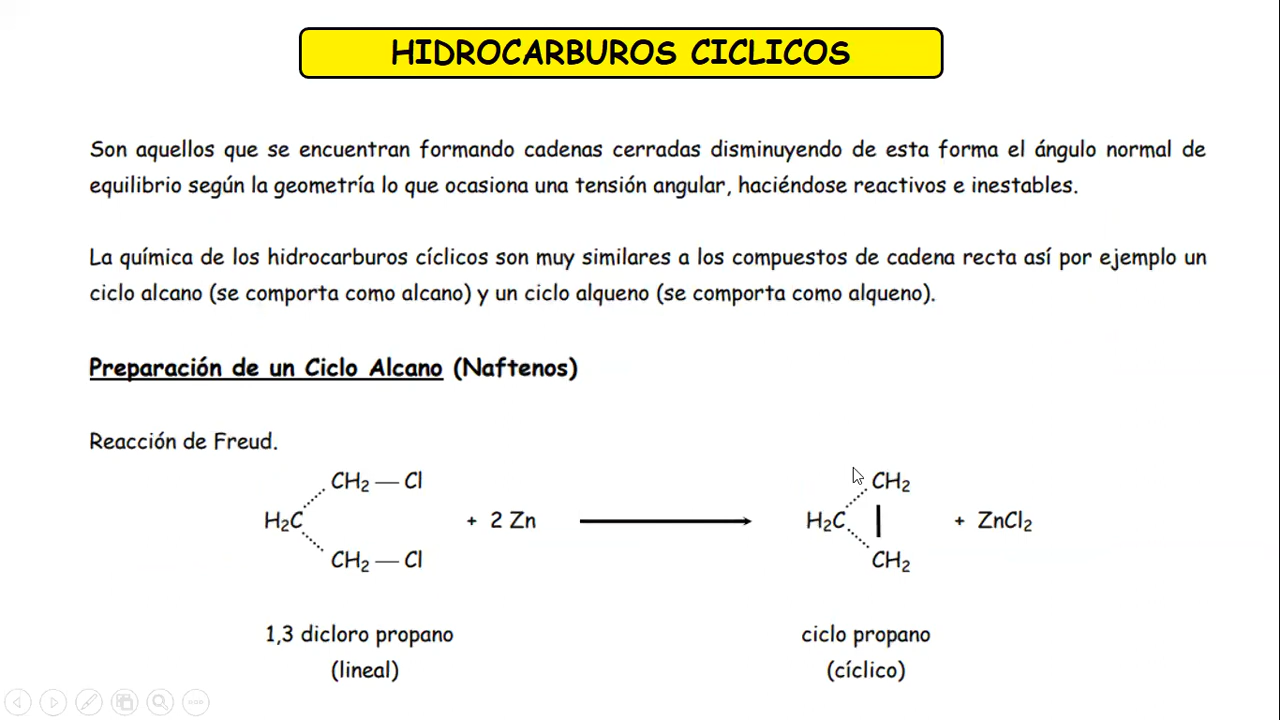 HIDROCARBUROS CICLICOS
Son aquellos que se encuentran formando cadenas cerradas disminuyendo de esta forma el ángulo normal de
equilibrio según la geometría lo que ocasiona una tensión angular, haciéndose reactivos e inestables.
La química de los hidrocarburos cíclicos son muy similares a los compuestos de cadena recta así por ejemplo un
ciclo alcano (se comporta como alcano) y un ciclo alqueno (se comporta como alqueno).
Preparación de un Ciclo Alcano (Naftenos)
Reacción de Freud.
CH₂ — Cl CH₂
H₂C + 2 Zn H₂C + ZnCl₂
CH₂ — Cl CH₂
1,3 dicloro propano ciclo propano
(lineal) (cíclico)